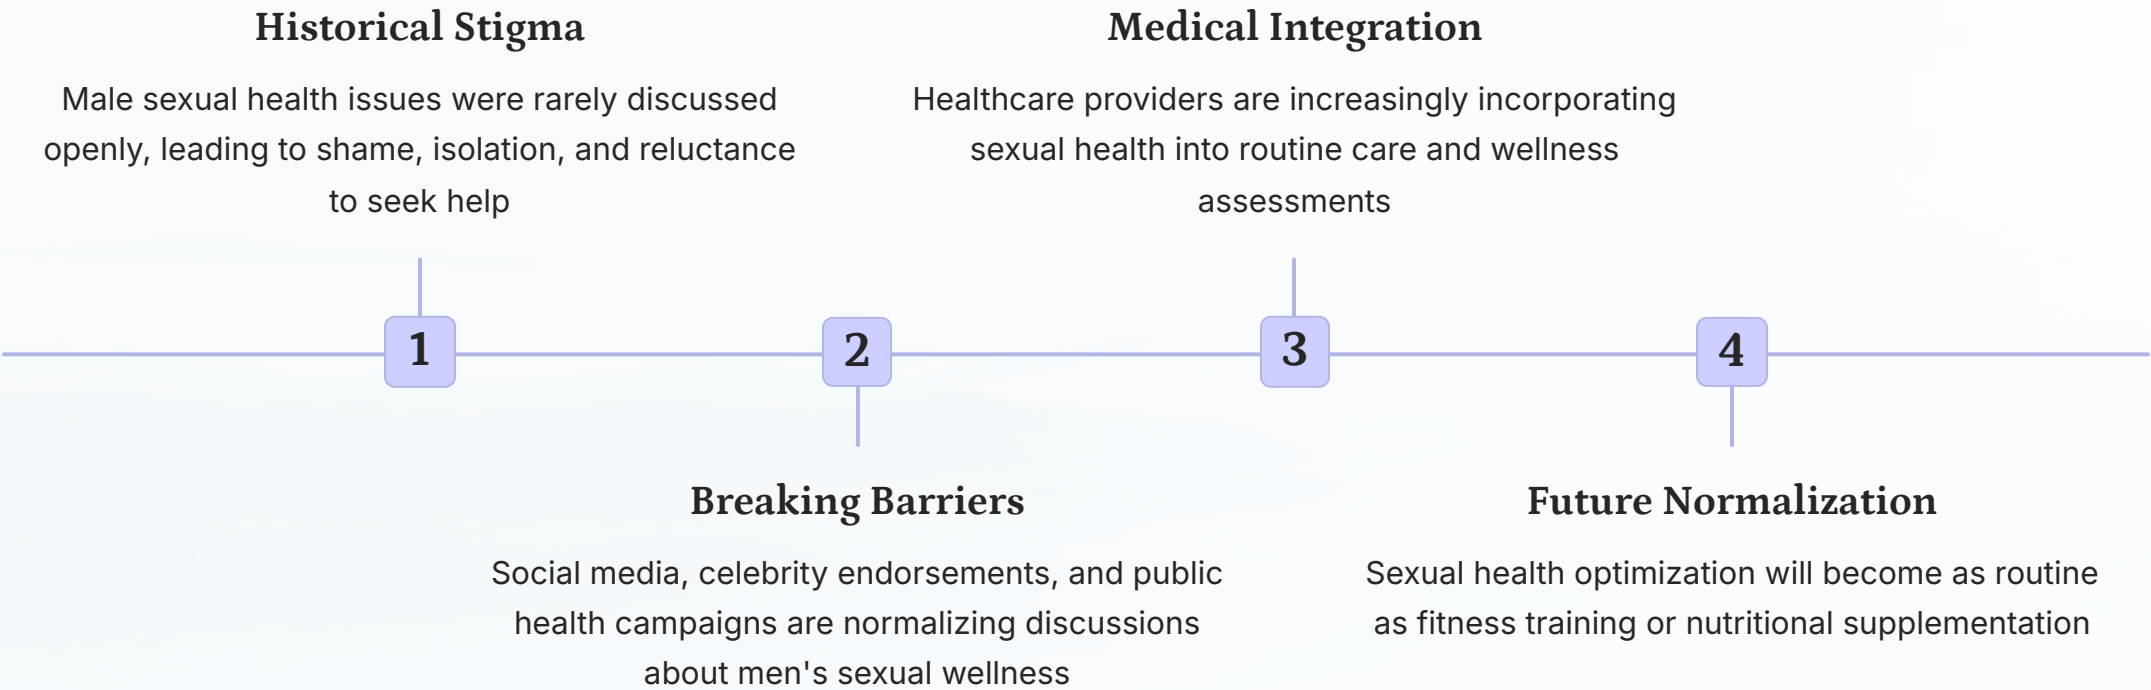 Historical Stigma
Male sexual health issues were rarely discussed
openly, leading to shame, isolation, and reluctance
to seek help
Medical Integration
Healthcare providers are increasingly incorporating
sexual health into routine care and wellness
assessments
1
2
3
4
Breaking Barriers
Social media, celebrity endorsements, and public
health campaigns are normalizing discussions
about men's sexual wellness
Future Normalization
Sexual health optimization will become as routine
as fitness training or nutritional supplementation